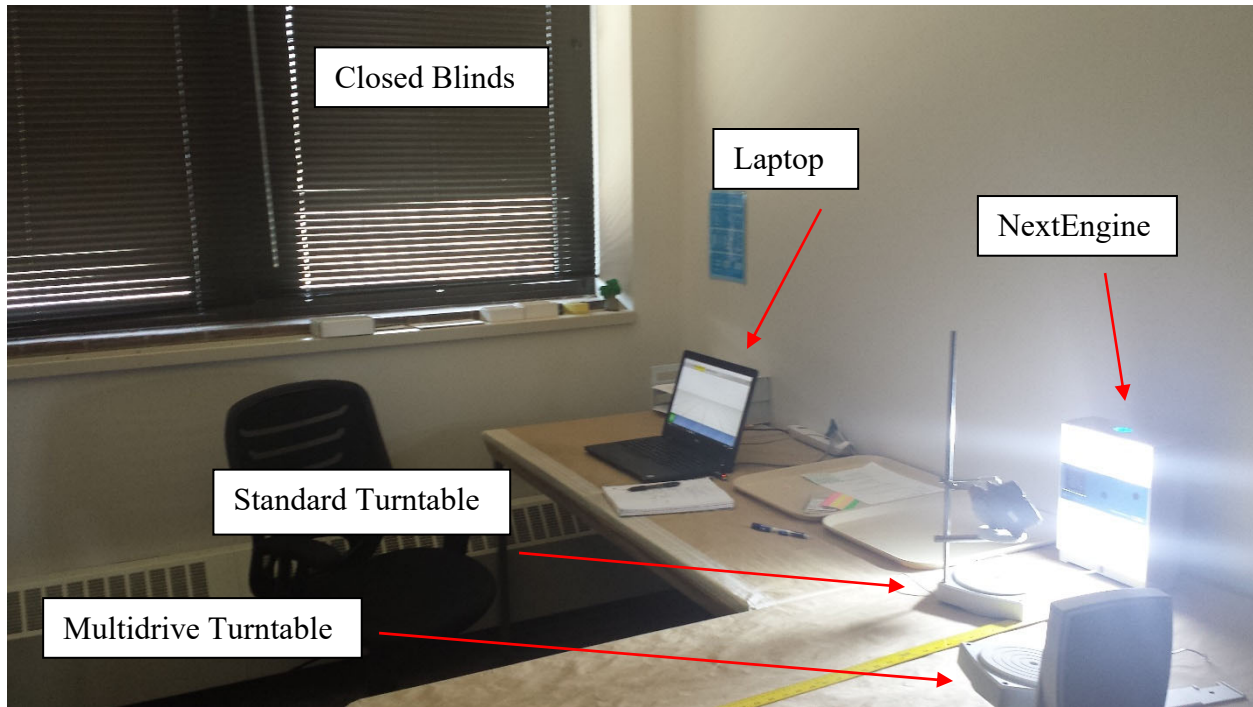 Closed Blinds
Laptop
NextEngine
Standard Turntable
Multidrive Turntable